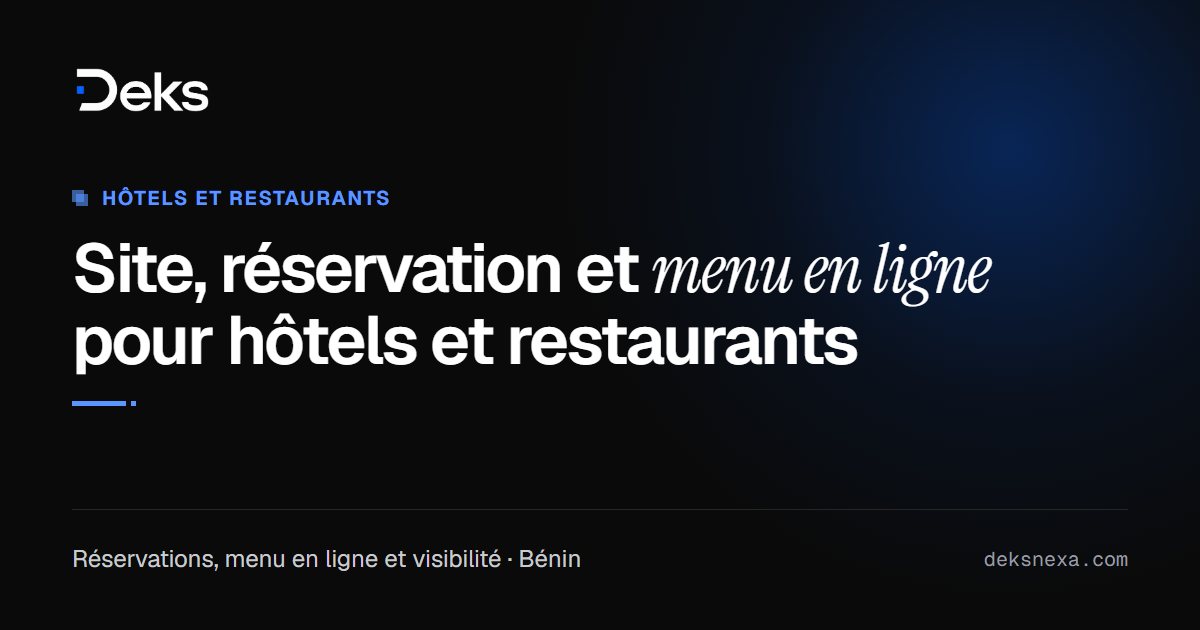 Deks
HÔTELS ET RESTAURANTS
Site, réservation et menu en ligne
pour hôtels et restaurants
Réservations, menu en ligne et visibilité · Bénin
deksnexa.com